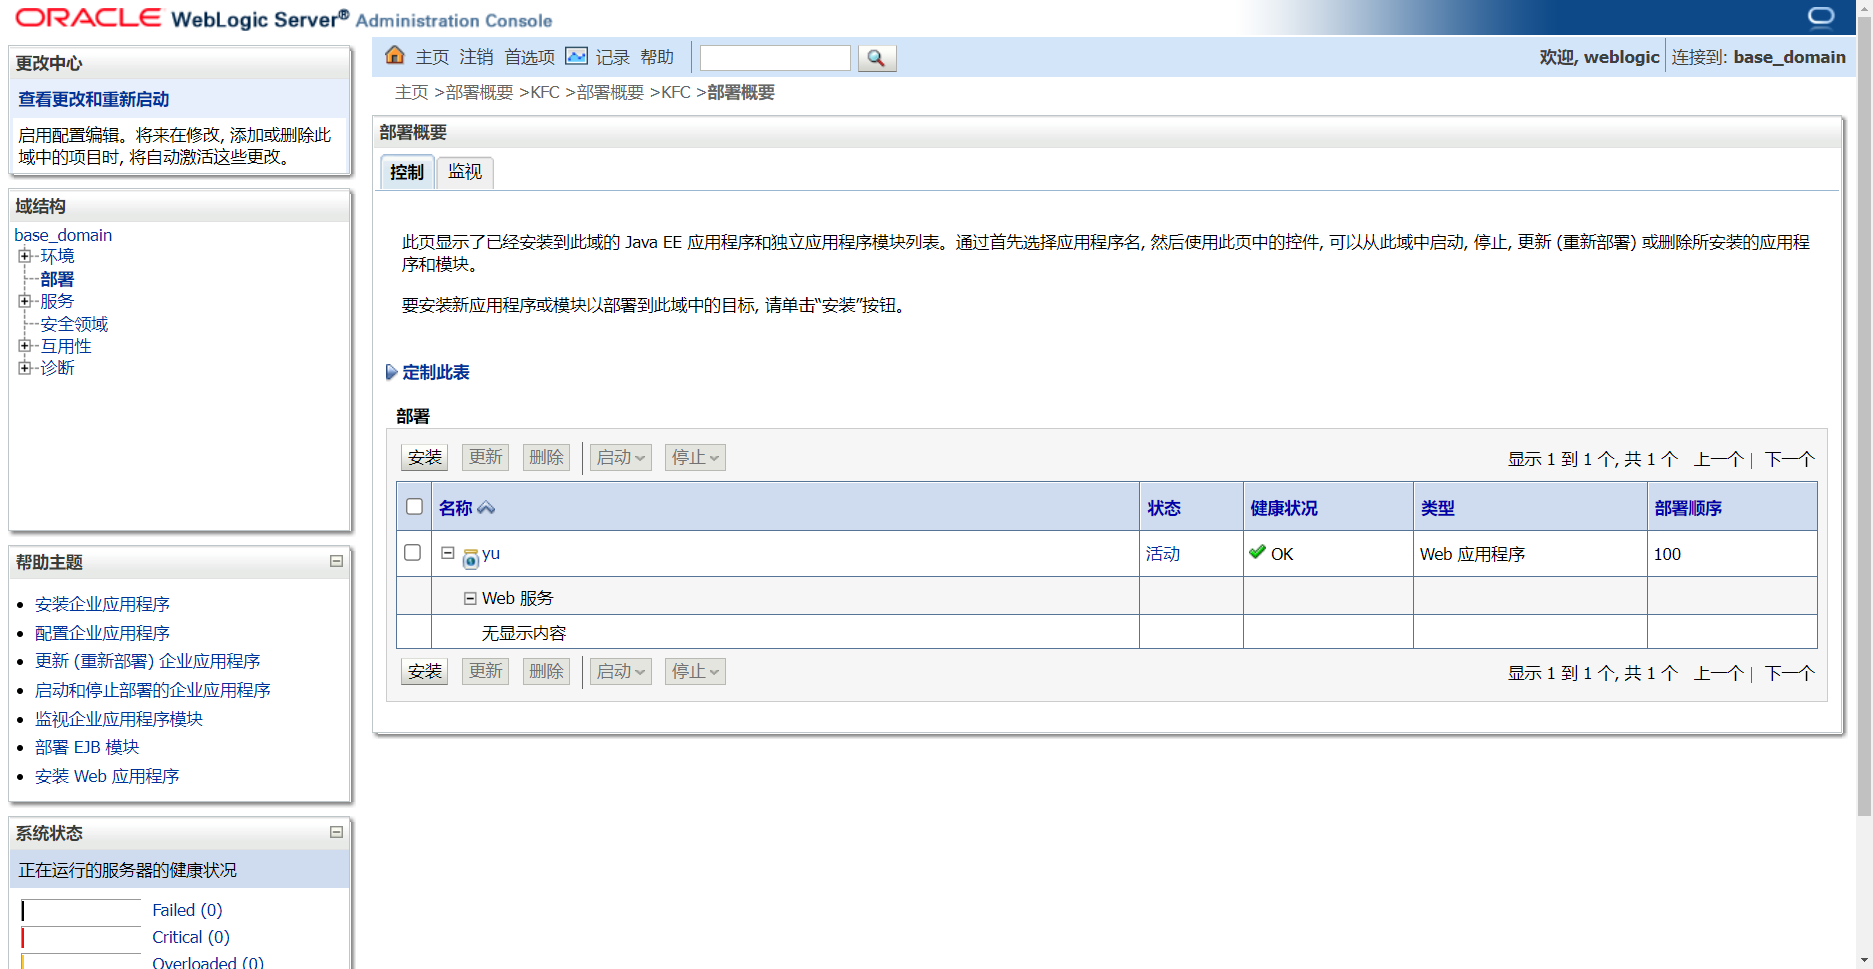 ORACLE WebLogic Server® Administration Console
更改中心
查看更改和重新启动
启用配置编辑。将来在修改, 添加或删除此
域中的项目时, 将自动激活这些更改。
域结构
base_domain
环境
部署
服务
安全领域
互用性
诊断
帮助主题
安装企业应用程序
配置企业应用程序
更新 (重新部署) 企业应用程序
启动和停止部署的企业应用程序
监视企业应用程序模块
部署 EJB 模块
安装 Web 应用程序
系统状态
正在运行的服务器的健康状况
Failed (0)
Critical (0)
Overloaded (0)
主页 注销 首选项 记录 帮助
欢迎, weblogic 连接到: base_domain
主页 >部署概要 >KFC >部署概要 >KFC >部署概要
部署概要
控制 监视
此页显示了已经安装到此域的 Java EE 应用程序和独立应用程序模块列表。通过首先选择应用程序名, 然后使用此页中的控件, 可以从此域中启动, 停止, 更新 (重新部署) 或删除所安装的应用程
序和模块。
要安装新应用程序或模块以部署到此域中的目标, 请单击“安装”按钮。
定制此表
部署
安装 更新 删除 启动 停止 显示 1 到 1 个, 共 1 个 上一个 | 下一个
名称 状态 健康状况 类型 部署顺序
yu 活动 OK Web 应用程序 100
Web 服务
无显示内容
安装 更新 删除 启动 停止 显示 1 到 1 个, 共 1 个 上一个 | 下一个